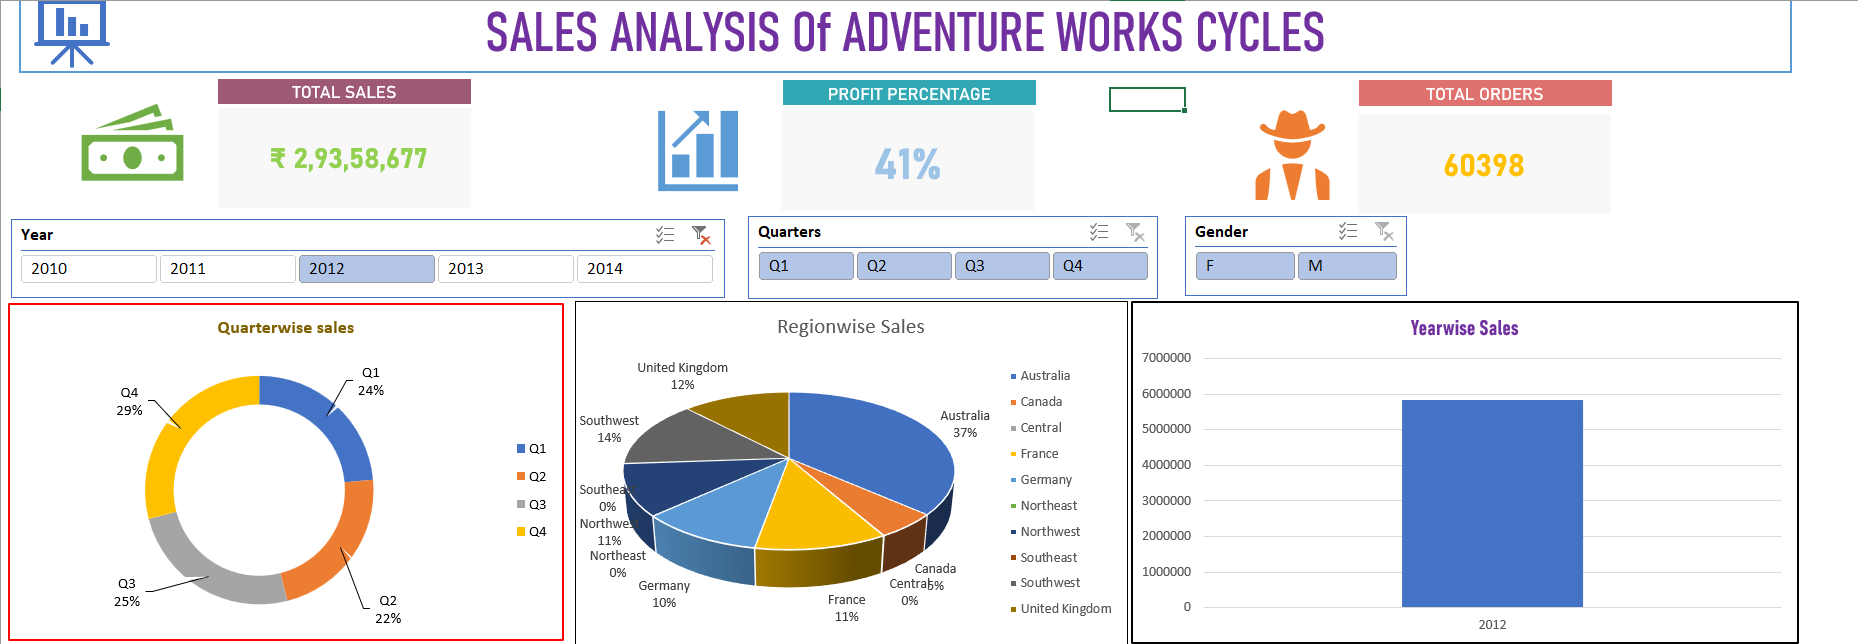 SALES ANALYSIS Of ADVENTURE WORKS CYCLES
TOTAL SALES
₹ 2,93,58,677
PROFIT PERCENTAGE
41%
TOTAL ORDERS
60398
Year
2010 2011 2012 2013 2014
Quarters
Q1 Q2 Q3 Q4
Gender
F M
Quarterwise sales
Q1
24%
Q4
29%
Q3
25%
Q2
22%
Q1
Q2
Q3
Q4
Regionwise Sales
United Kingdom
12%
Australia
37%
Southwest
14%
Southeast
0%
Northwest
11%
Northeast
0%
Germany
10%
France
11%
Central
0%
Canada
5%
Australia
Canada
Central
France
Germany
Northeast
Northwest
Southeast
Southwest
United Kingdom
Yearwise Sales
7000000
6000000
5000000
4000000
3000000
2000000
1000000
0
2012